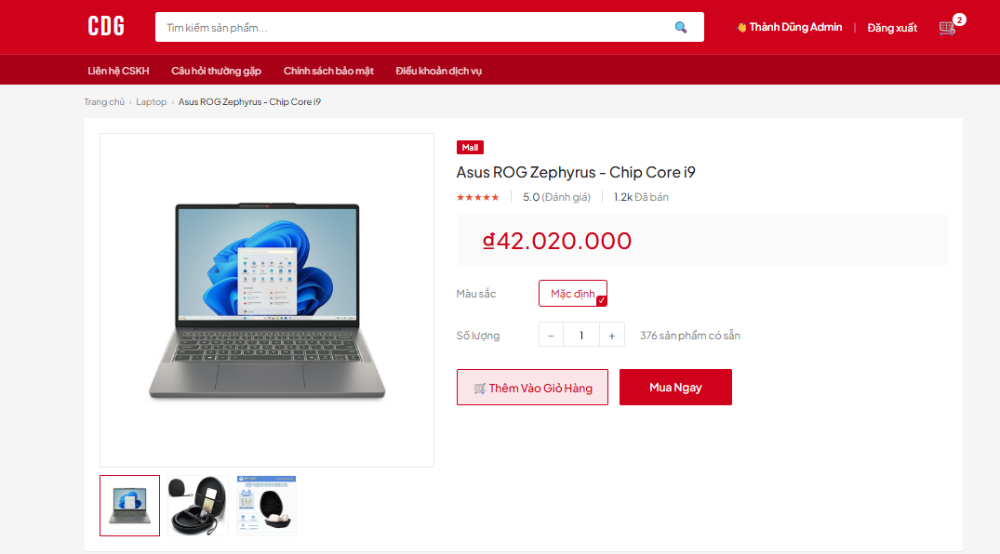 CDG
Tìm kiếm sản phẩm...
Thành Dũng Admin | Đăng xuất
2
Liên hệ CSKH Câu hỏi thường gặp Chính sách bảo mật Điều khoản dịch vụ
Trang chủ › Laptop › Asus ROG Zephyrus - Chip Core i9
Mall
Asus ROG Zephyrus - Chip Core i9
★★★★★ 5.0 (Đánh giá) 1.2k Đã bán
₫42.020.000
Màu sắc Mặc định
Số lượng − 1 + 376 sản phẩm có sẵn
Thêm Vào Giỏ Hàng Mua Ngay